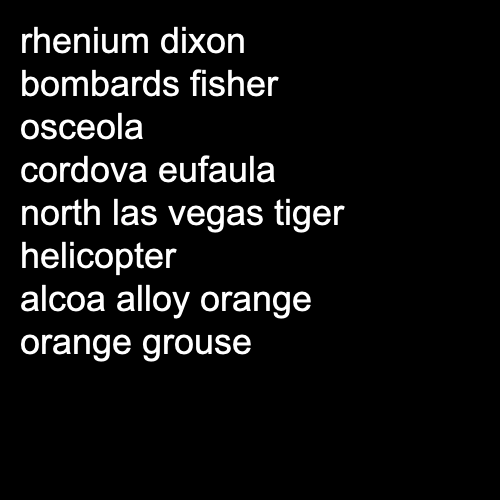 rhenium dixon
bombards fisher
osceola
cordova eufaula
north las vegas tiger
helicopter
alcoa alloy orange
orange grouse